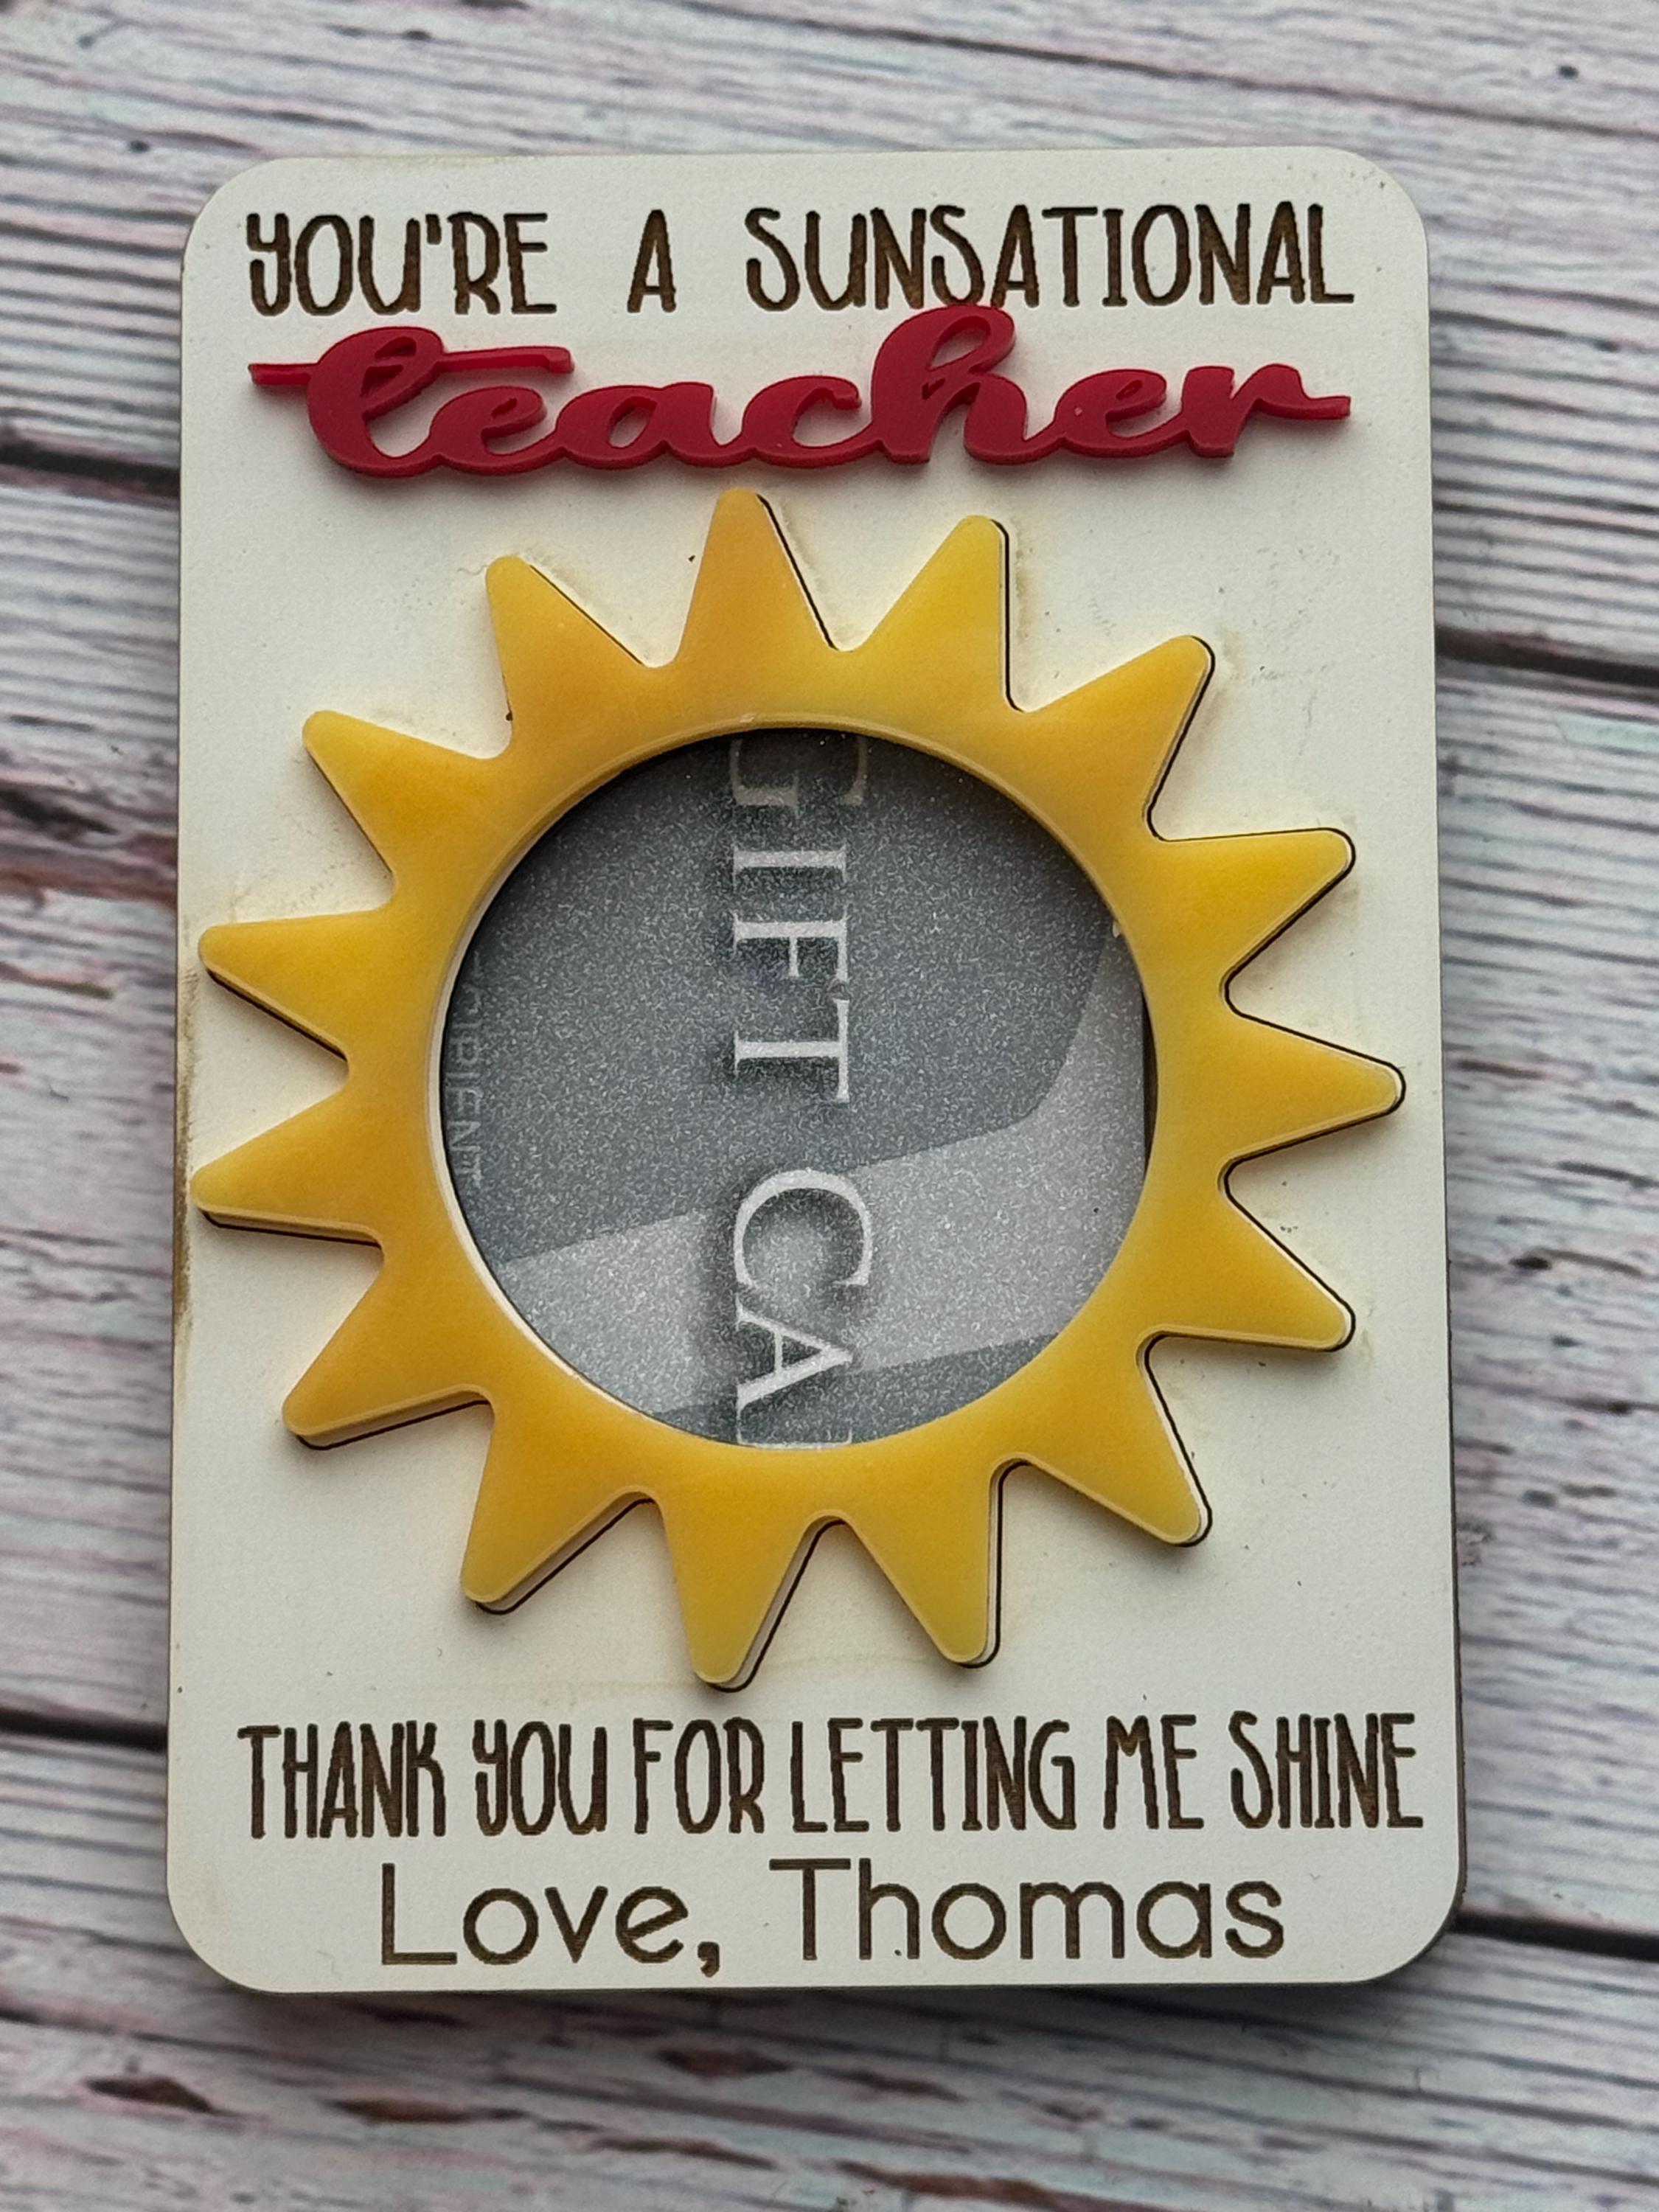 YOU'RE A SUNSATIONAL
teacher
GIFT CA
THANK YOU FOR LETTING ME SHINE
Love, Thomas